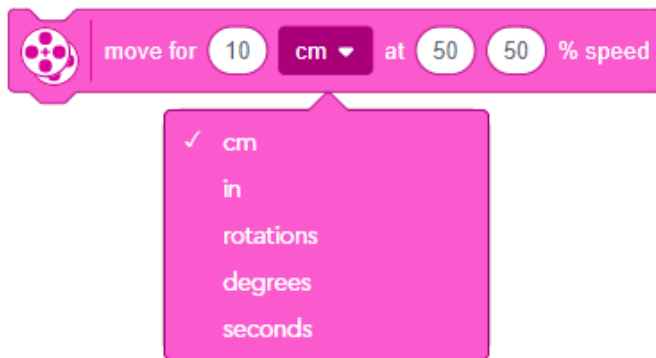 move for 10 cm at 50 50 % speed
✓ cm
in
rotations
degrees
seconds